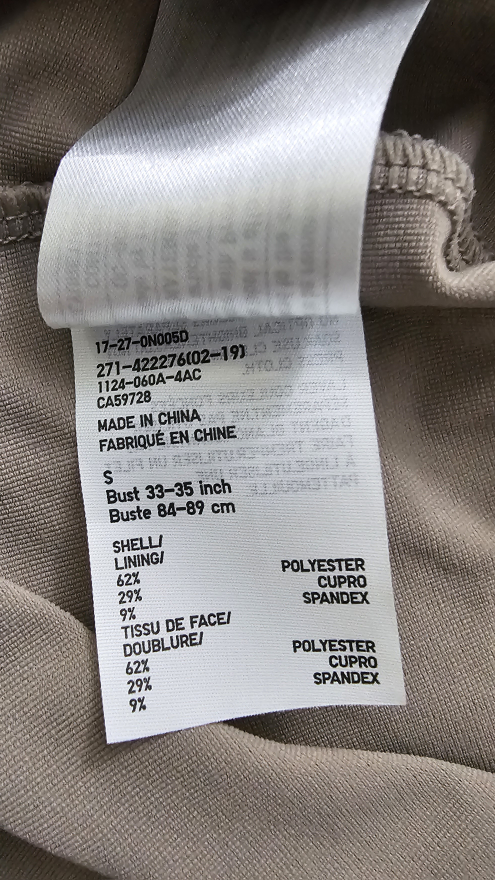 17-27-0N005D
271-422276(02-19)
1124-060A-4AC
CA59728
MADE IN CHINA
FABRIQUÉ EN CHINE
S
Bust 33-35 inch
Buste 84-89 cm
SHELL/
LINING/
62% POLYESTER
29% CUPRO
9% SPANDEX
TISSU DE FACE/
DOUBLURE/
62% POLYESTER
29% CUPRO
9% SPANDEX